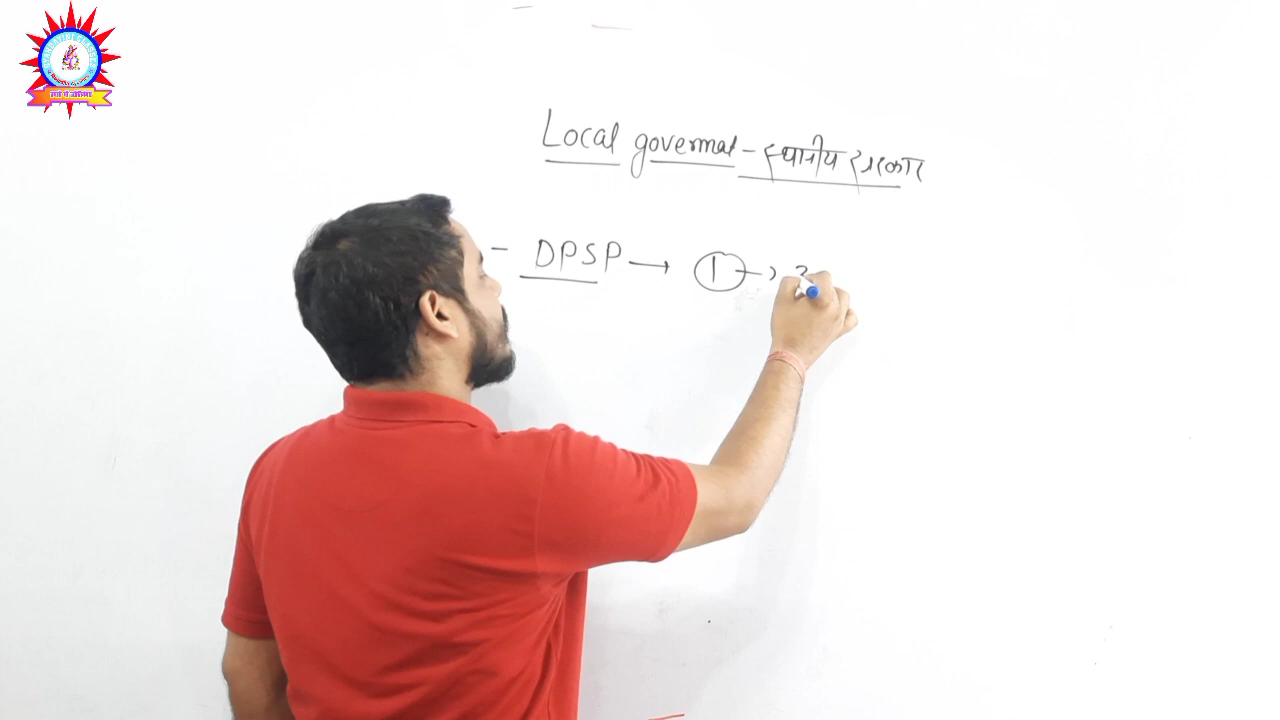 Local govermat - स्थानीय सरकार
- DPSP → ①→